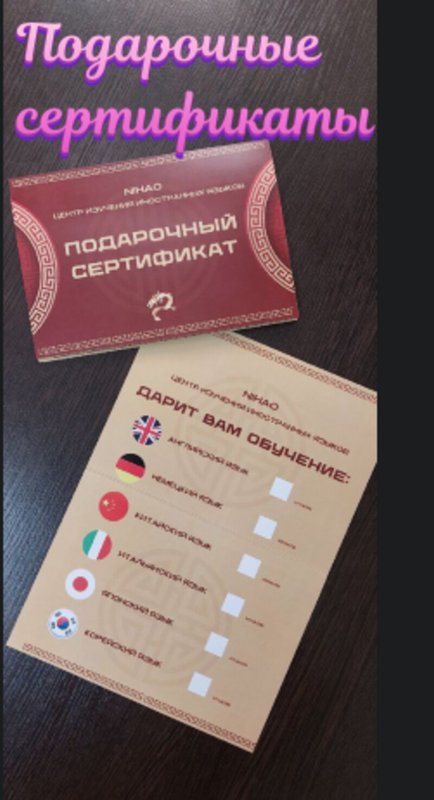 Подарочные
сертификаты
NIHAO
ЦЕНТР ИЗУЧЕНИЯ ИНОСТРАННЫХ ЯЗЫКОВ
ПОДАРОЧНЫЙ
СЕРТИФИКАТ
NIHAO
ЦЕНТР ИЗУЧЕНИЯ ИНОСТРАННЫХ ЯЗЫКОВ
ДАРИТ ВАМ ОБУЧЕНИЕ:
АНГЛИЙСКИЙ ЯЗЫК
НЕМЕЦКИЙ ЯЗЫК
КИТАЙСКИЙ ЯЗЫК
ИТАЛЬЯНСКИЙ ЯЗЫК
ЯПОНСКИЙ ЯЗЫК
КОРЕЙСКИЙ ЯЗЫК